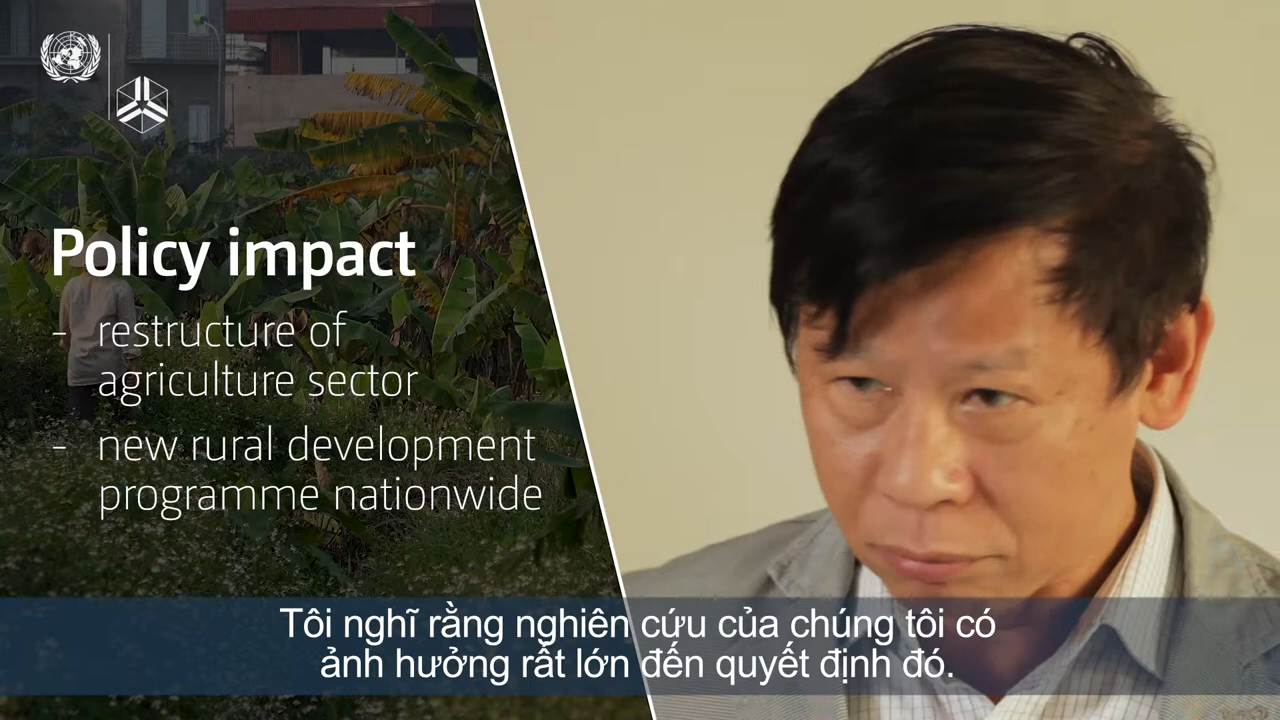 Policy impact
- restructure of
agriculture sector
- new rural development
programme nationwide
Tôi nghĩ rằng nghiên cứu của chúng tôi có
ảnh hưởng rất lớn đến quyết định đó.